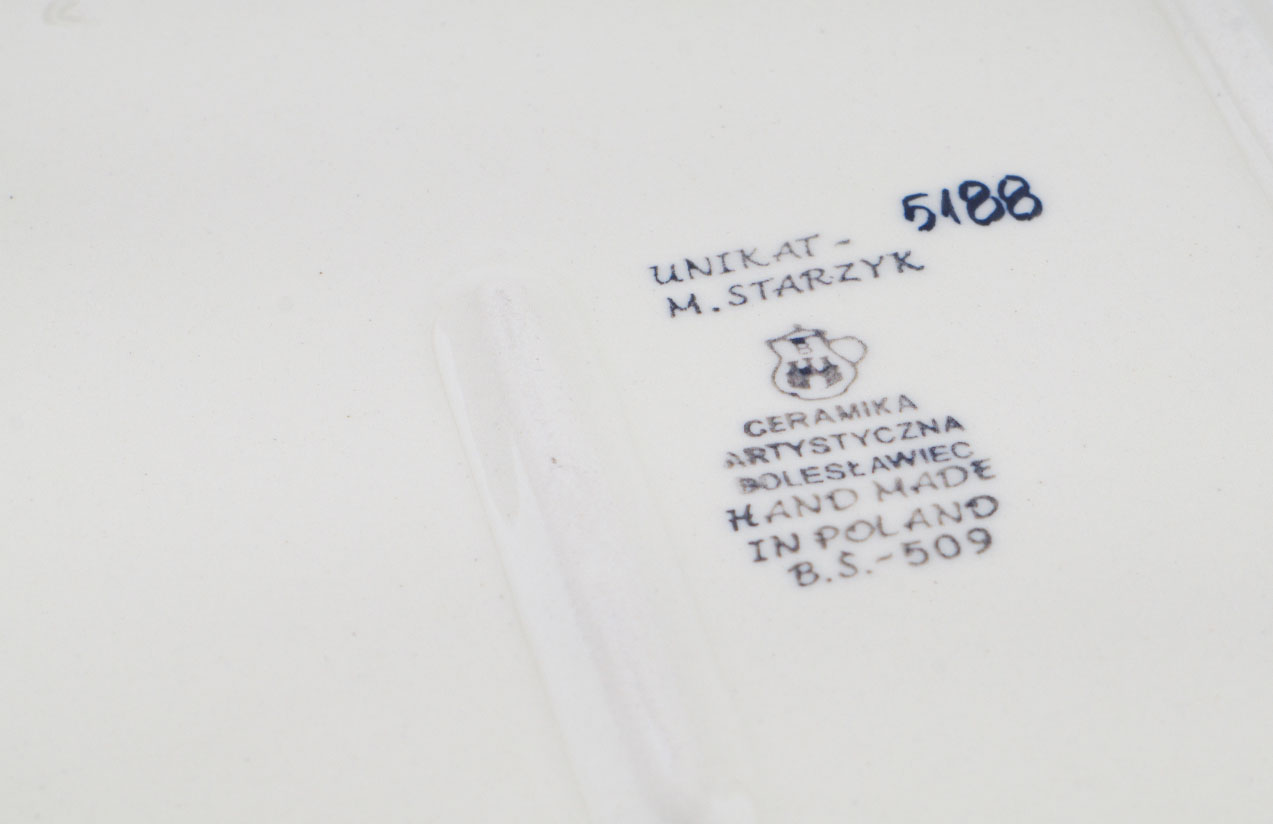 5188
UNIKAT -
M. STARZYK
B
CERAMIKA
ARTYSTYCZNA
BOLESŁAWIEC
HAND MADE
IN POLAND
B.Ś.-509